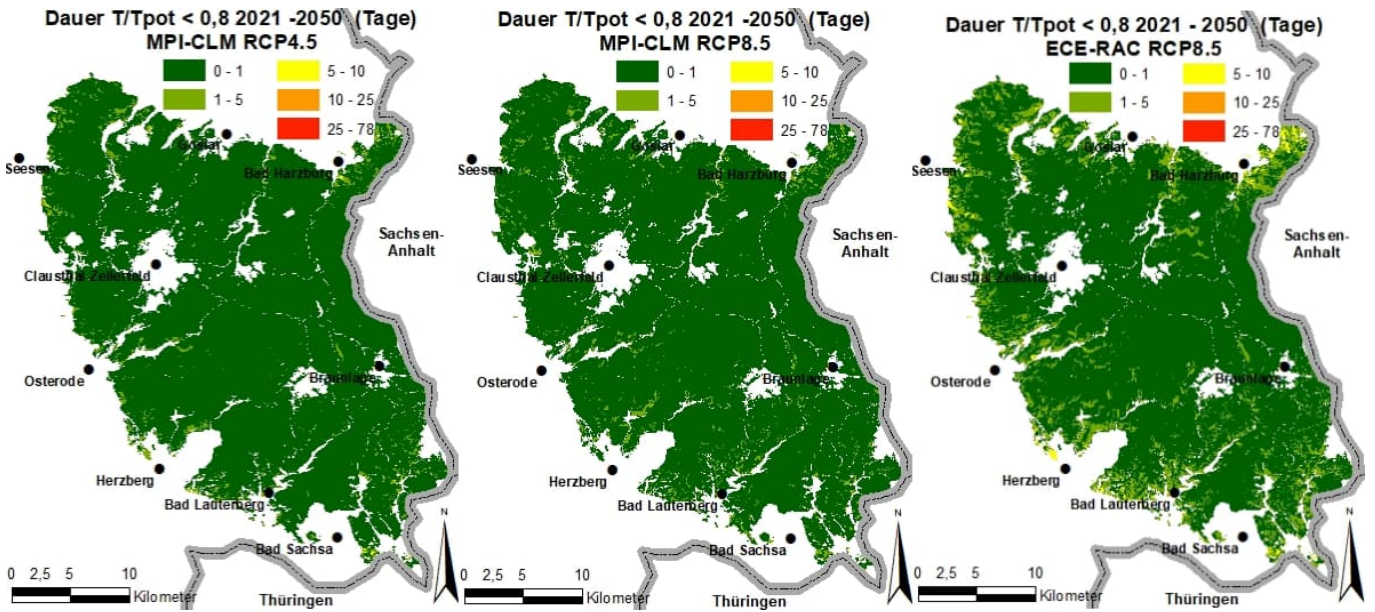 Dauer T/Tpot < 0,8 2021 -2050 (Tage)
MPI-CLM RCP4.5
0 - 1
5 - 10
1 - 5
10 - 25
25 - 78
Goslar
Seesen
Bad Harzburg
Sachsen-
Anhalt
Clausthal-Zellerfeld
Osterode
Braunlage
Herzberg
Bad Lauterberg
N
Bad Sachsa
0 2,5 5 10
Kilometer
Thüringen
Dauer T/Tpot < 0,8 2021 -2050 (Tage)
MPI-CLM RCP8.5
0 - 1
5 - 10
1 - 5
10 - 25
25 - 78
Goslar
Seesen
Bad Harzburg
Sachsen-
Anhalt
Clausthal-Zellerfeld
Osterode
Braunlage
Herzberg
Bad Lauterberg
N
Bad Sachsa
0 2,5 5 10
Kilometer
Thüringen
Dauer T/Tpot < 0,8 2021 - 2050 (Tage)
ECE-RAC RCP8.5
0 - 1
5 - 10
1 - 5
10 - 25
25 - 78
Goslar
Seesen
Bad Harzburg
Sachsen-
Anhalt
Clausthal-Zellerfeld
Osterode
Braunlage
Herzberg
Bad Lauterberg
N
Bad Sachsa
0 2,5 5 10
Kilometer
Thüringen